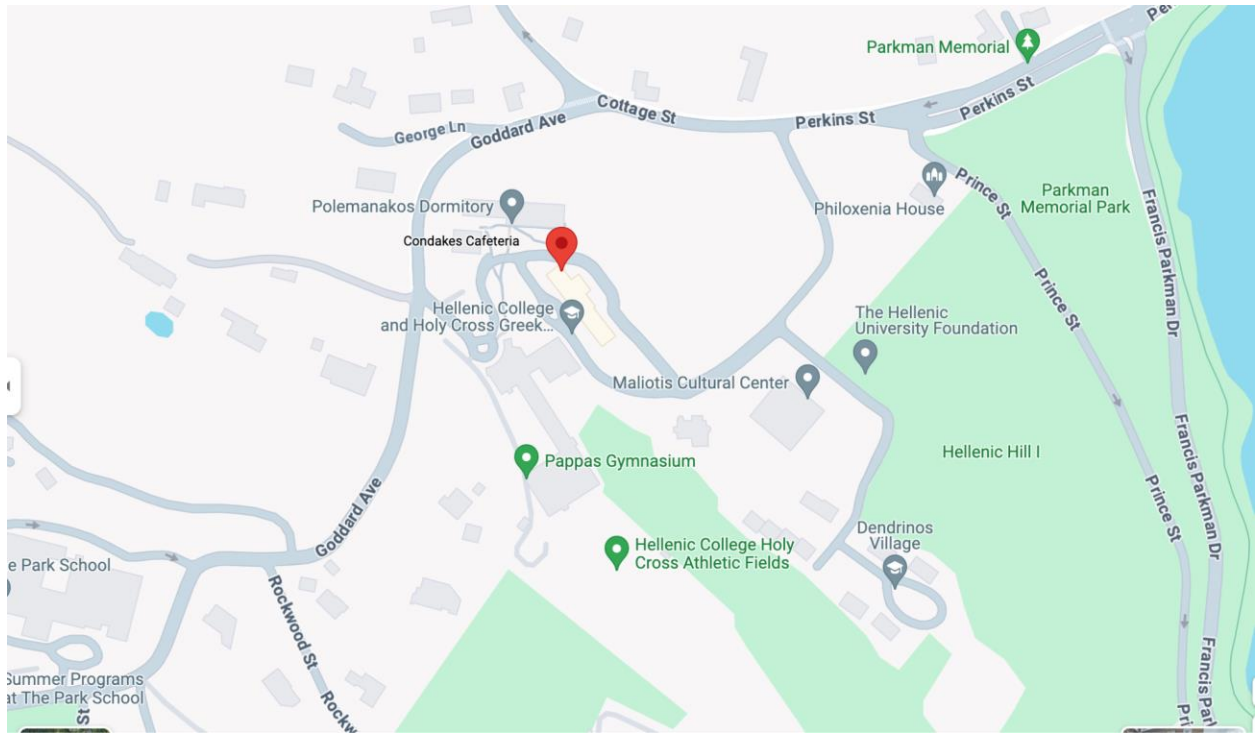 Parkman Memorial
Perkins St
Cottage St
Perkins St
George Ln
Goddard Ave
Polemanakos Dormitory
Condakes Cafeteria
Philoxenia House
Prince St
Parkman
Memorial Park
Francis Parkman Dr
Prince St
Hellenic College
and Holy Cross Greek...
The Hellenic
University Foundation
Maliotis Cultural Center
Pappas Gymnasium
Hellenic Hill I
Francis Parkman Dr
Prince St
Goddard Ave
Hellenic College Holy
Cross Athletic Fields
Dendrinos
Village
e Park School
Rockwood St
Summer Programs
at The Park School
St